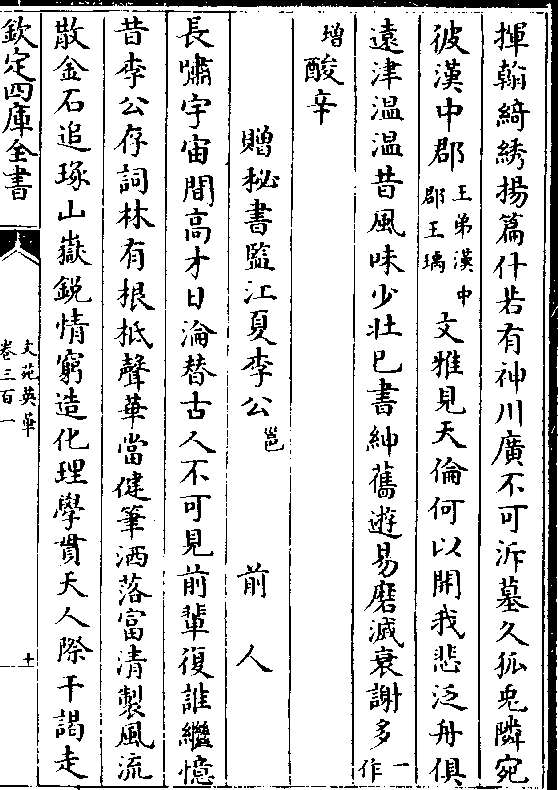 揮翰綺綉揚篇什若有神川廣不可泝墓久狐兎隣宛
彼漢中郡王弟漢中郡王瑀文雅見天倫何以開我悲泛舟俱
遠津温温昔風味少壯已書紳舊遊易磨滅衰謝多一作
増酸辛
贈秘書監江夏李公邕 前人
長嘯宇宙間高才日淪替古人不可見前輩復誰繼憶
昔李公存詞林有根柢聲華當健筆洒落富清製風流
散金石追琢山嶽鋭情窮造化理學貫天人際干謁走
欽定四庫全書
文苑英華
卷三百一
十